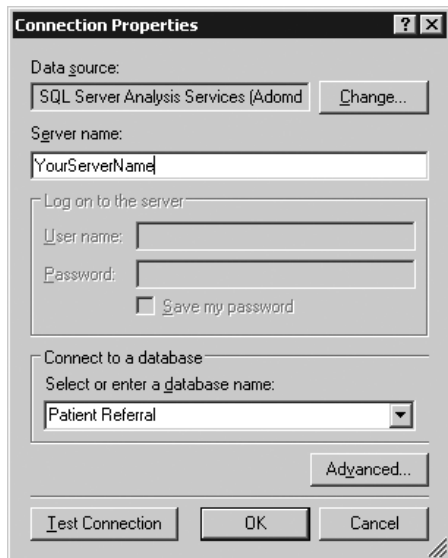 Connection Properties
Data source:
SQL Server Analysis Services (Adomd
Change...
Server name:
YourServerName
Log on to the server
User name:
Password:
Save my password
Connect to a database
Select or enter a database name:
Patient Referral
Advanced...
Test Connection OK Cancel